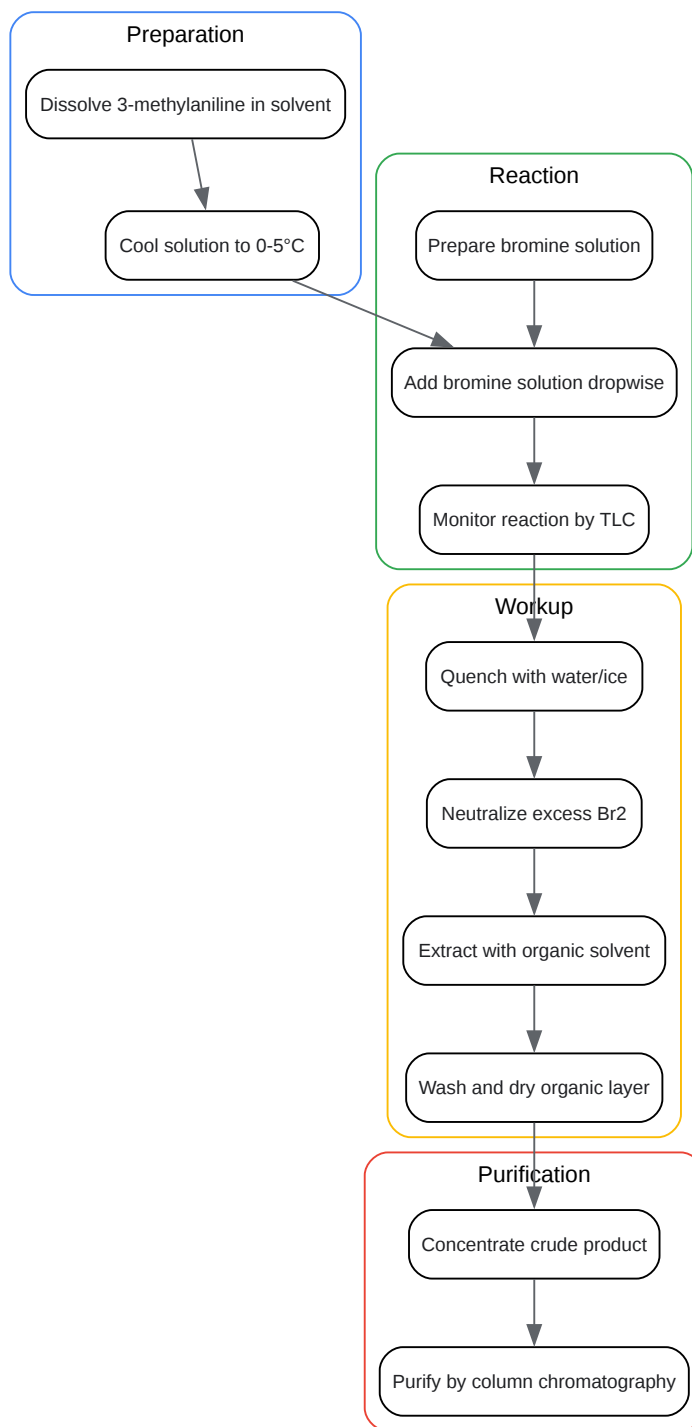 Preparation
Dissolve 3-methylaniline in solvent
Cool solution to 0-5°C
Reaction
Prepare bromine solution
Add bromine solution dropwise
Monitor reaction by TLC
Workup
Quench with water/ice
Neutralize excess Br2
Extract with organic solvent
Wash and dry organic layer
Purification
Concentrate crude product
Purify by column chromatography